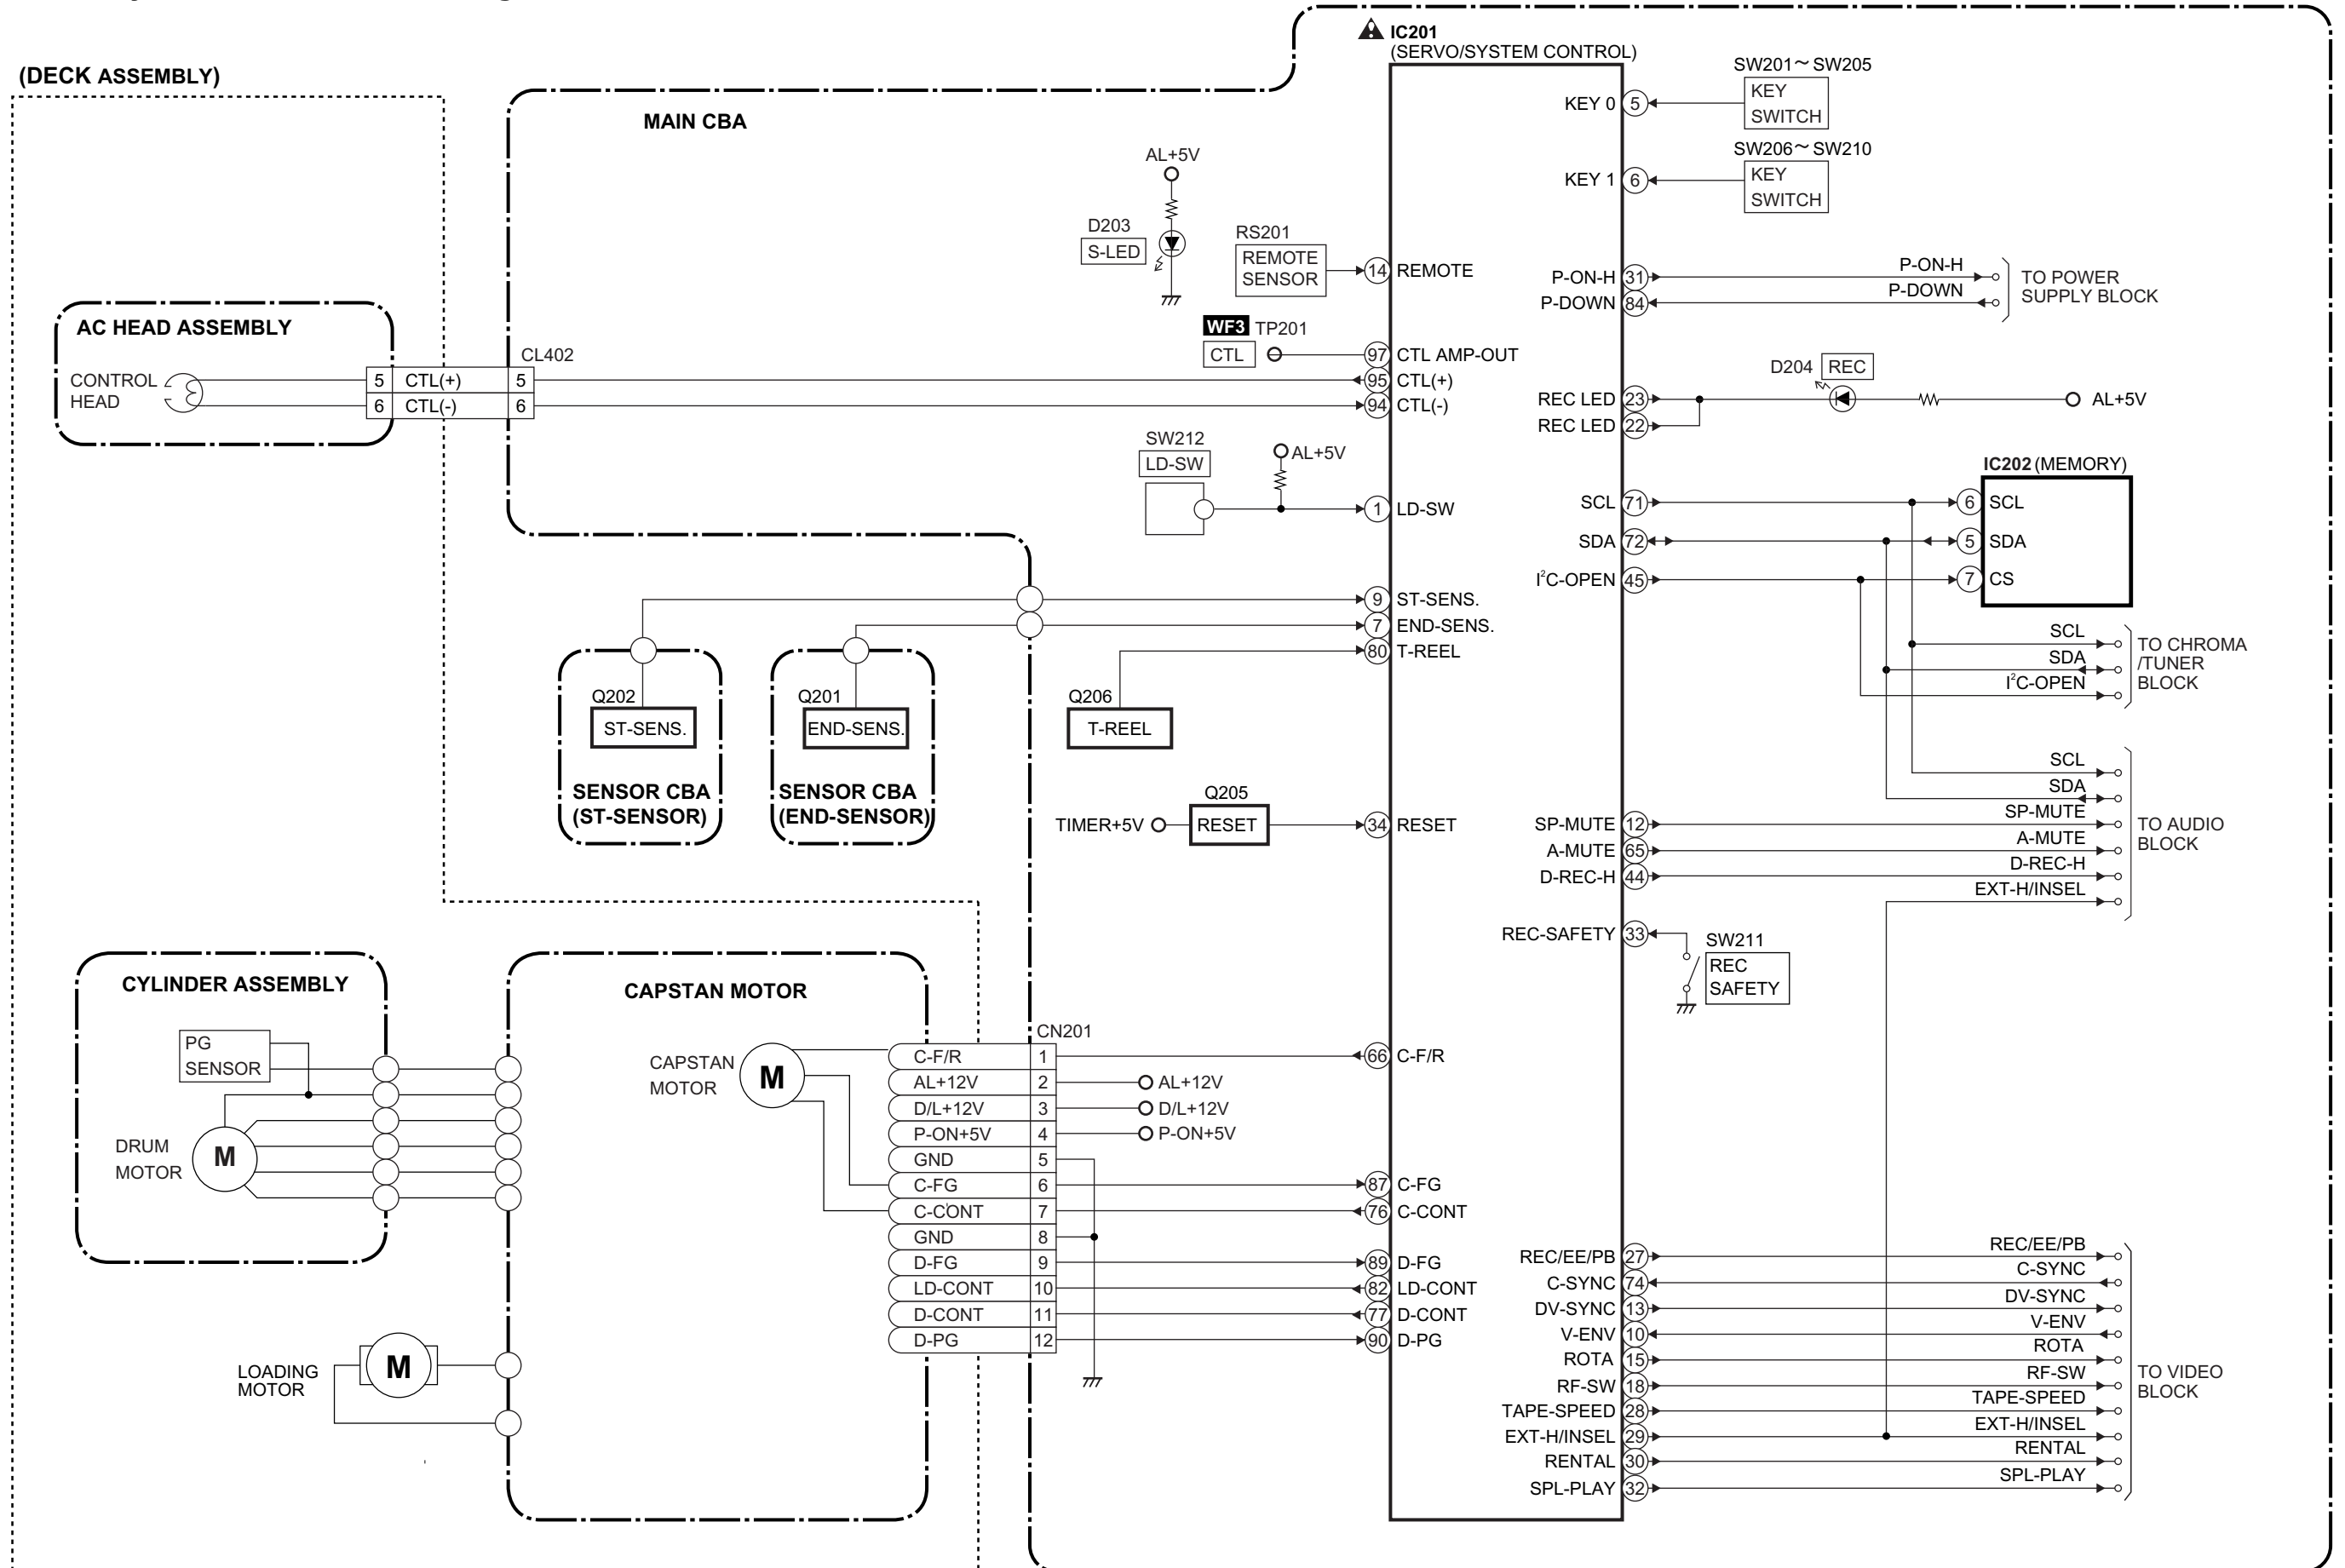 (DECK ASSEMBLY)
MAIN CBA
IC201
(SERVO/SYSTEM CONTROL)
AC HEAD ASSEMBLY
CONTROL
HEAD
5 CTL(+) 5
6 CTL(-) 6
CL402
AL+5V
D203
S-LED
RS201
REMOTE
SENSOR
14 REMOTE
WF3 TP201
CTL
97 CTL AMP-OUT
95 CTL(+)
94 CTL(-)
SW212
LD-SW
AL+5V
1 LD-SW
9 ST-SENS.
7 END-SENS.
80 T-REEL
Q202
ST-SENS.
SENSOR CBA
(ST-SENSOR)
Q201
END-SENS.
SENSOR CBA
(END-SENSOR)
Q206
T-REEL
Q205
TIMER+5V
RESET
34 RESET
CYLINDER ASSEMBLY
PG
SENSOR
DRUM
MOTOR
M
LOADING
MOTOR
M
CAPSTAN MOTOR
CAPSTAN
MOTOR
M
CN201
C-F/R 1
AL+12V 2 AL+12V
D/L+12V 3 D/L+12V
P-ON+5V 4 P-ON+5V
GND 5
C-FG 6
C-CONT 7
GND 8
D-FG 9
LD-CONT 10
D-CONT 11
D-PG 12
66 C-F/R
87 C-FG
76 C-CONT
89 D-FG
82 LD-CONT
77 D-CONT
90 D-PG
KEY 0 5
SW201~SW205
KEY
SWITCH
KEY 1 6
SW206~SW210
KEY
SWITCH
P-ON-H 31 P-ON-H
P-DOWN 84 P-DOWN
TO POWER
SUPPLY BLOCK
D204 REC
REC LED 23 AL+5V
REC LED 22
IC202 (MEMORY)
SCL 71 6 SCL
SDA 72 5 SDA
I²C-OPEN 45 7 CS
SCL
SDA
I²C-OPEN
TO CHROMA
/TUNER
BLOCK
SCL
SDA
SP-MUTE 12 SP-MUTE
A-MUTE 65 A-MUTE
D-REC-H 44 D-REC-H
EXT-H/INSEL
TO AUDIO
BLOCK
REC-SAFETY 33
SW211
REC
SAFETY
REC/EE/PB 27 REC/EE/PB
C-SYNC 74 C-SYNC
DV-SYNC 13 DV-SYNC
V-ENV 10 V-ENV
ROTA 15 ROTA
RF-SW 18 RF-SW
TAPE-SPEED 28 TAPE-SPEED
EXT-H/INSEL 29 EXT-H/INSEL
RENTAL 30 RENTAL
SPL-PLAY 32 SPL-PLAY
TO VIDEO
BLOCK